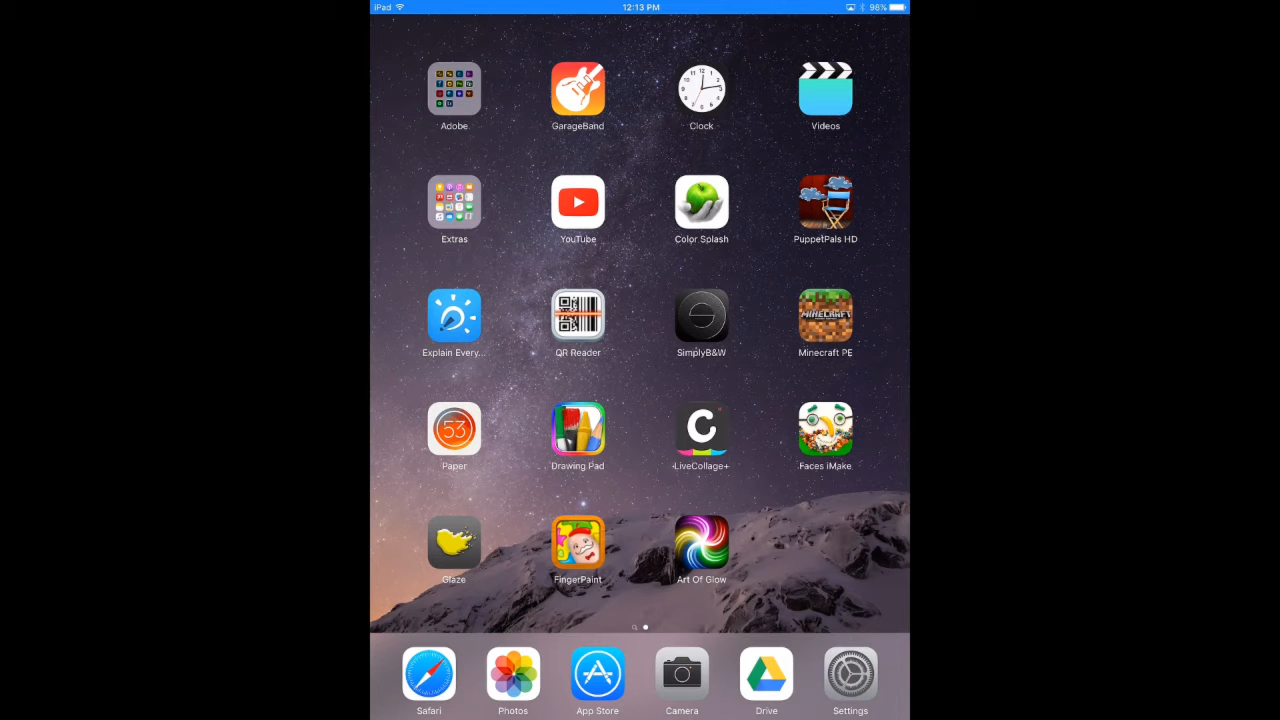 iPad 12:13 PM 98%
Adobe GarageBand Clock Videos
Extras YouTube Color Splash PuppetPals HD
MINECRAFT
Explain Every... QR Reader SimplyB&W Minecraft PE
53 C
Paper Drawing Pad LiveCollage+ Faces iMake
Glaze FingerPaint Art Of Glow
Safari Photos App Store Camera Drive Settings